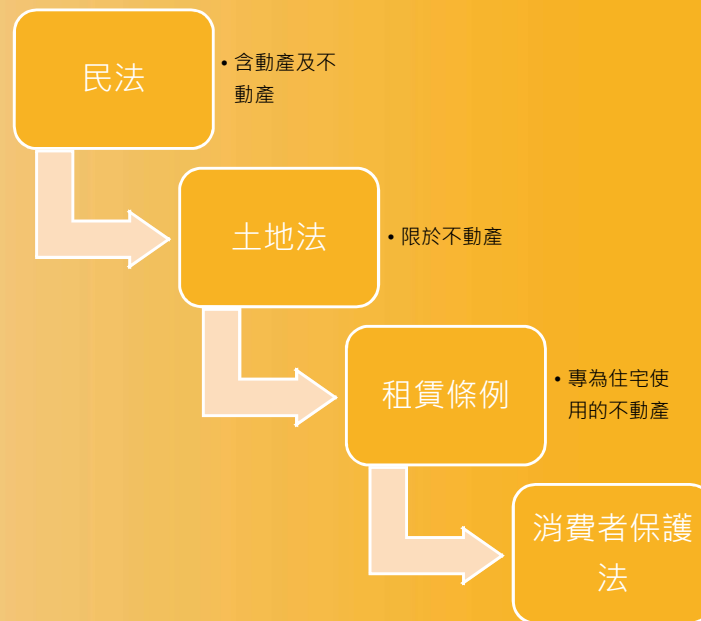 民法
• 含動產及不
動產
土地法
• 限於不動產
租賃條例
• 專為住宅使
用的不動產
消費者保護
法